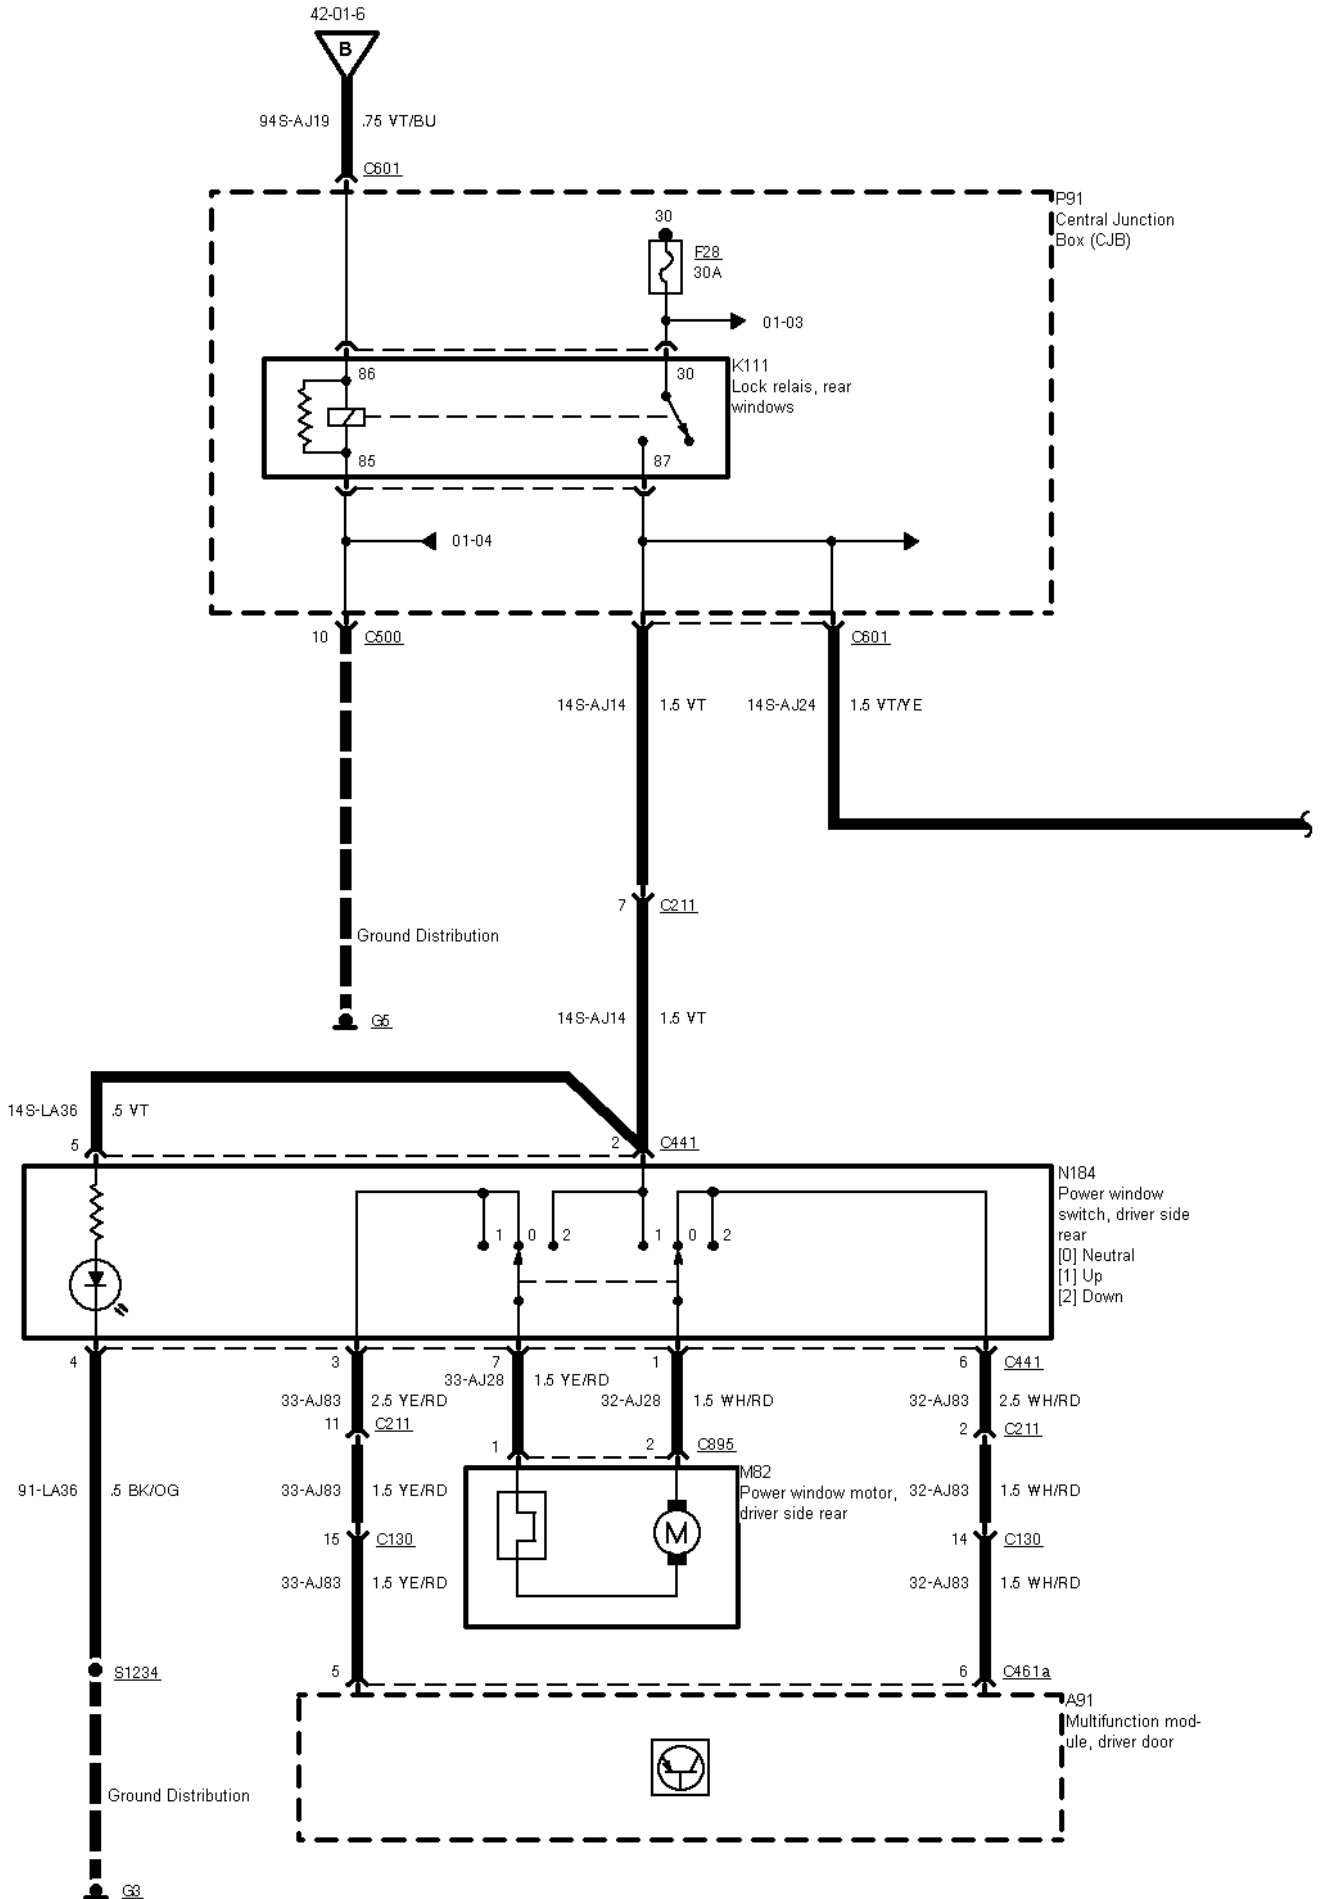 42-01-6
B
94S-AJ19 .75 VT/BU
C601
P91
Central Junction
Box (CJB)
30
F28
30A
01-03
K111
Lock relais, rear
windows
86
30
85
87
01-04
10 C500
C601
14S-AJ14 1.5 VT
14S-AJ24 1.5 VT/YE
7 C211
Ground Distribution
G5
14S-AJ14 1.5 VT
14S-LA36 .5 VT
5
2 C441
N184
Power window
switch, driver side
rear
[0] Neutral
[1] Up
[2] Down
1 0 2
1 0 2
4
3
7
1
6 C441
33-AJ28 1.5 YE/RD
33-AJ83 2.5 YE/RD
32-AJ28 1.5 WH/RD
32-AJ83 2.5 WH/RD
11 C211
2 C211
1
2 C895
M82
Power window motor,
driver side rear
M
91-LA36 .5 BK/OG
33-AJ83 1.5 YE/RD
32-AJ83 1.5 WH/RD
15 C130
14 C130
33-AJ83 1.5 YE/RD
32-AJ83 1.5 WH/RD
S1234
5
6 C461a
A91
Multifunction mod-
ule, driver door
Ground Distribution
G3